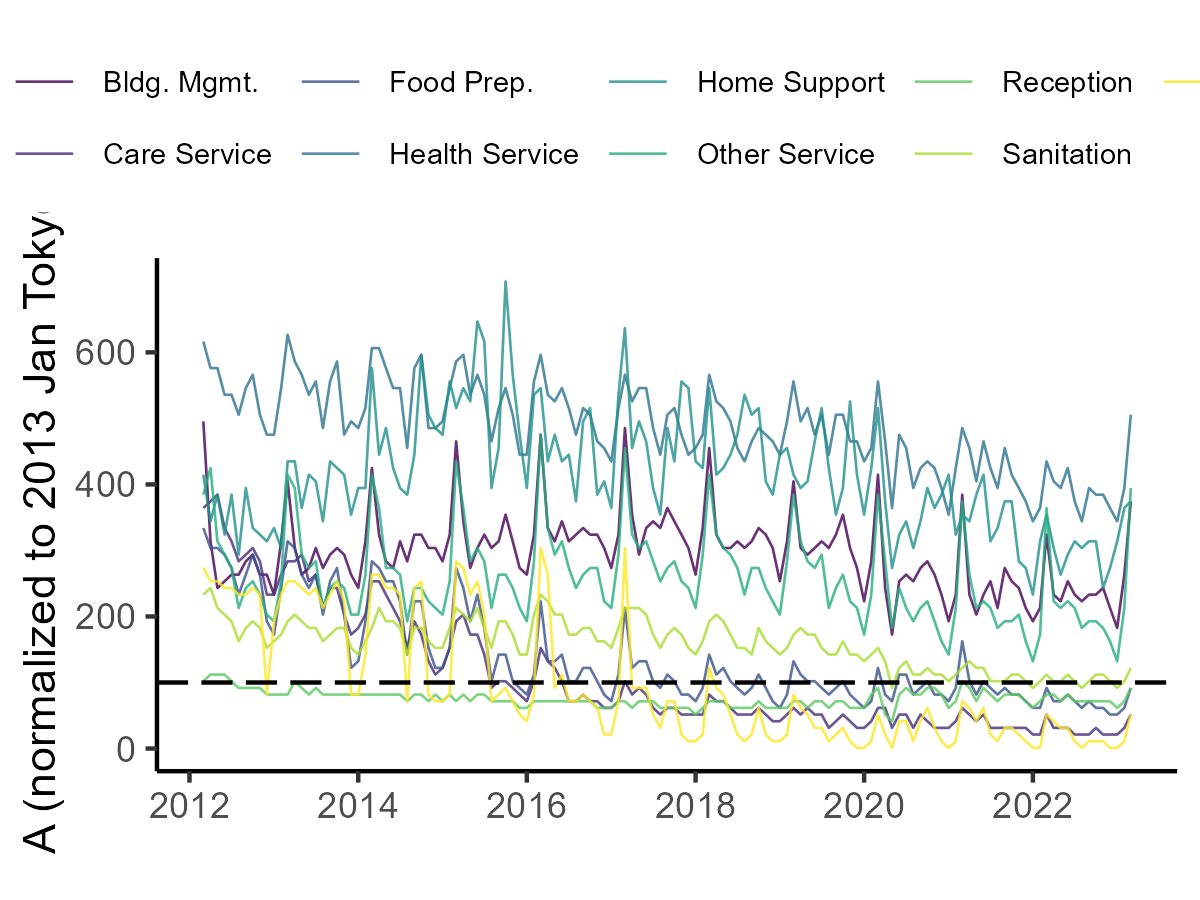 Bldg. Mgmt. Food Prep. Home Support Reception
Care Service Health Service Other Service Sanitation
A (normalized to 2013 Jan Toky
600
400
200
0
2012 2014 2016 2018 2020 2022